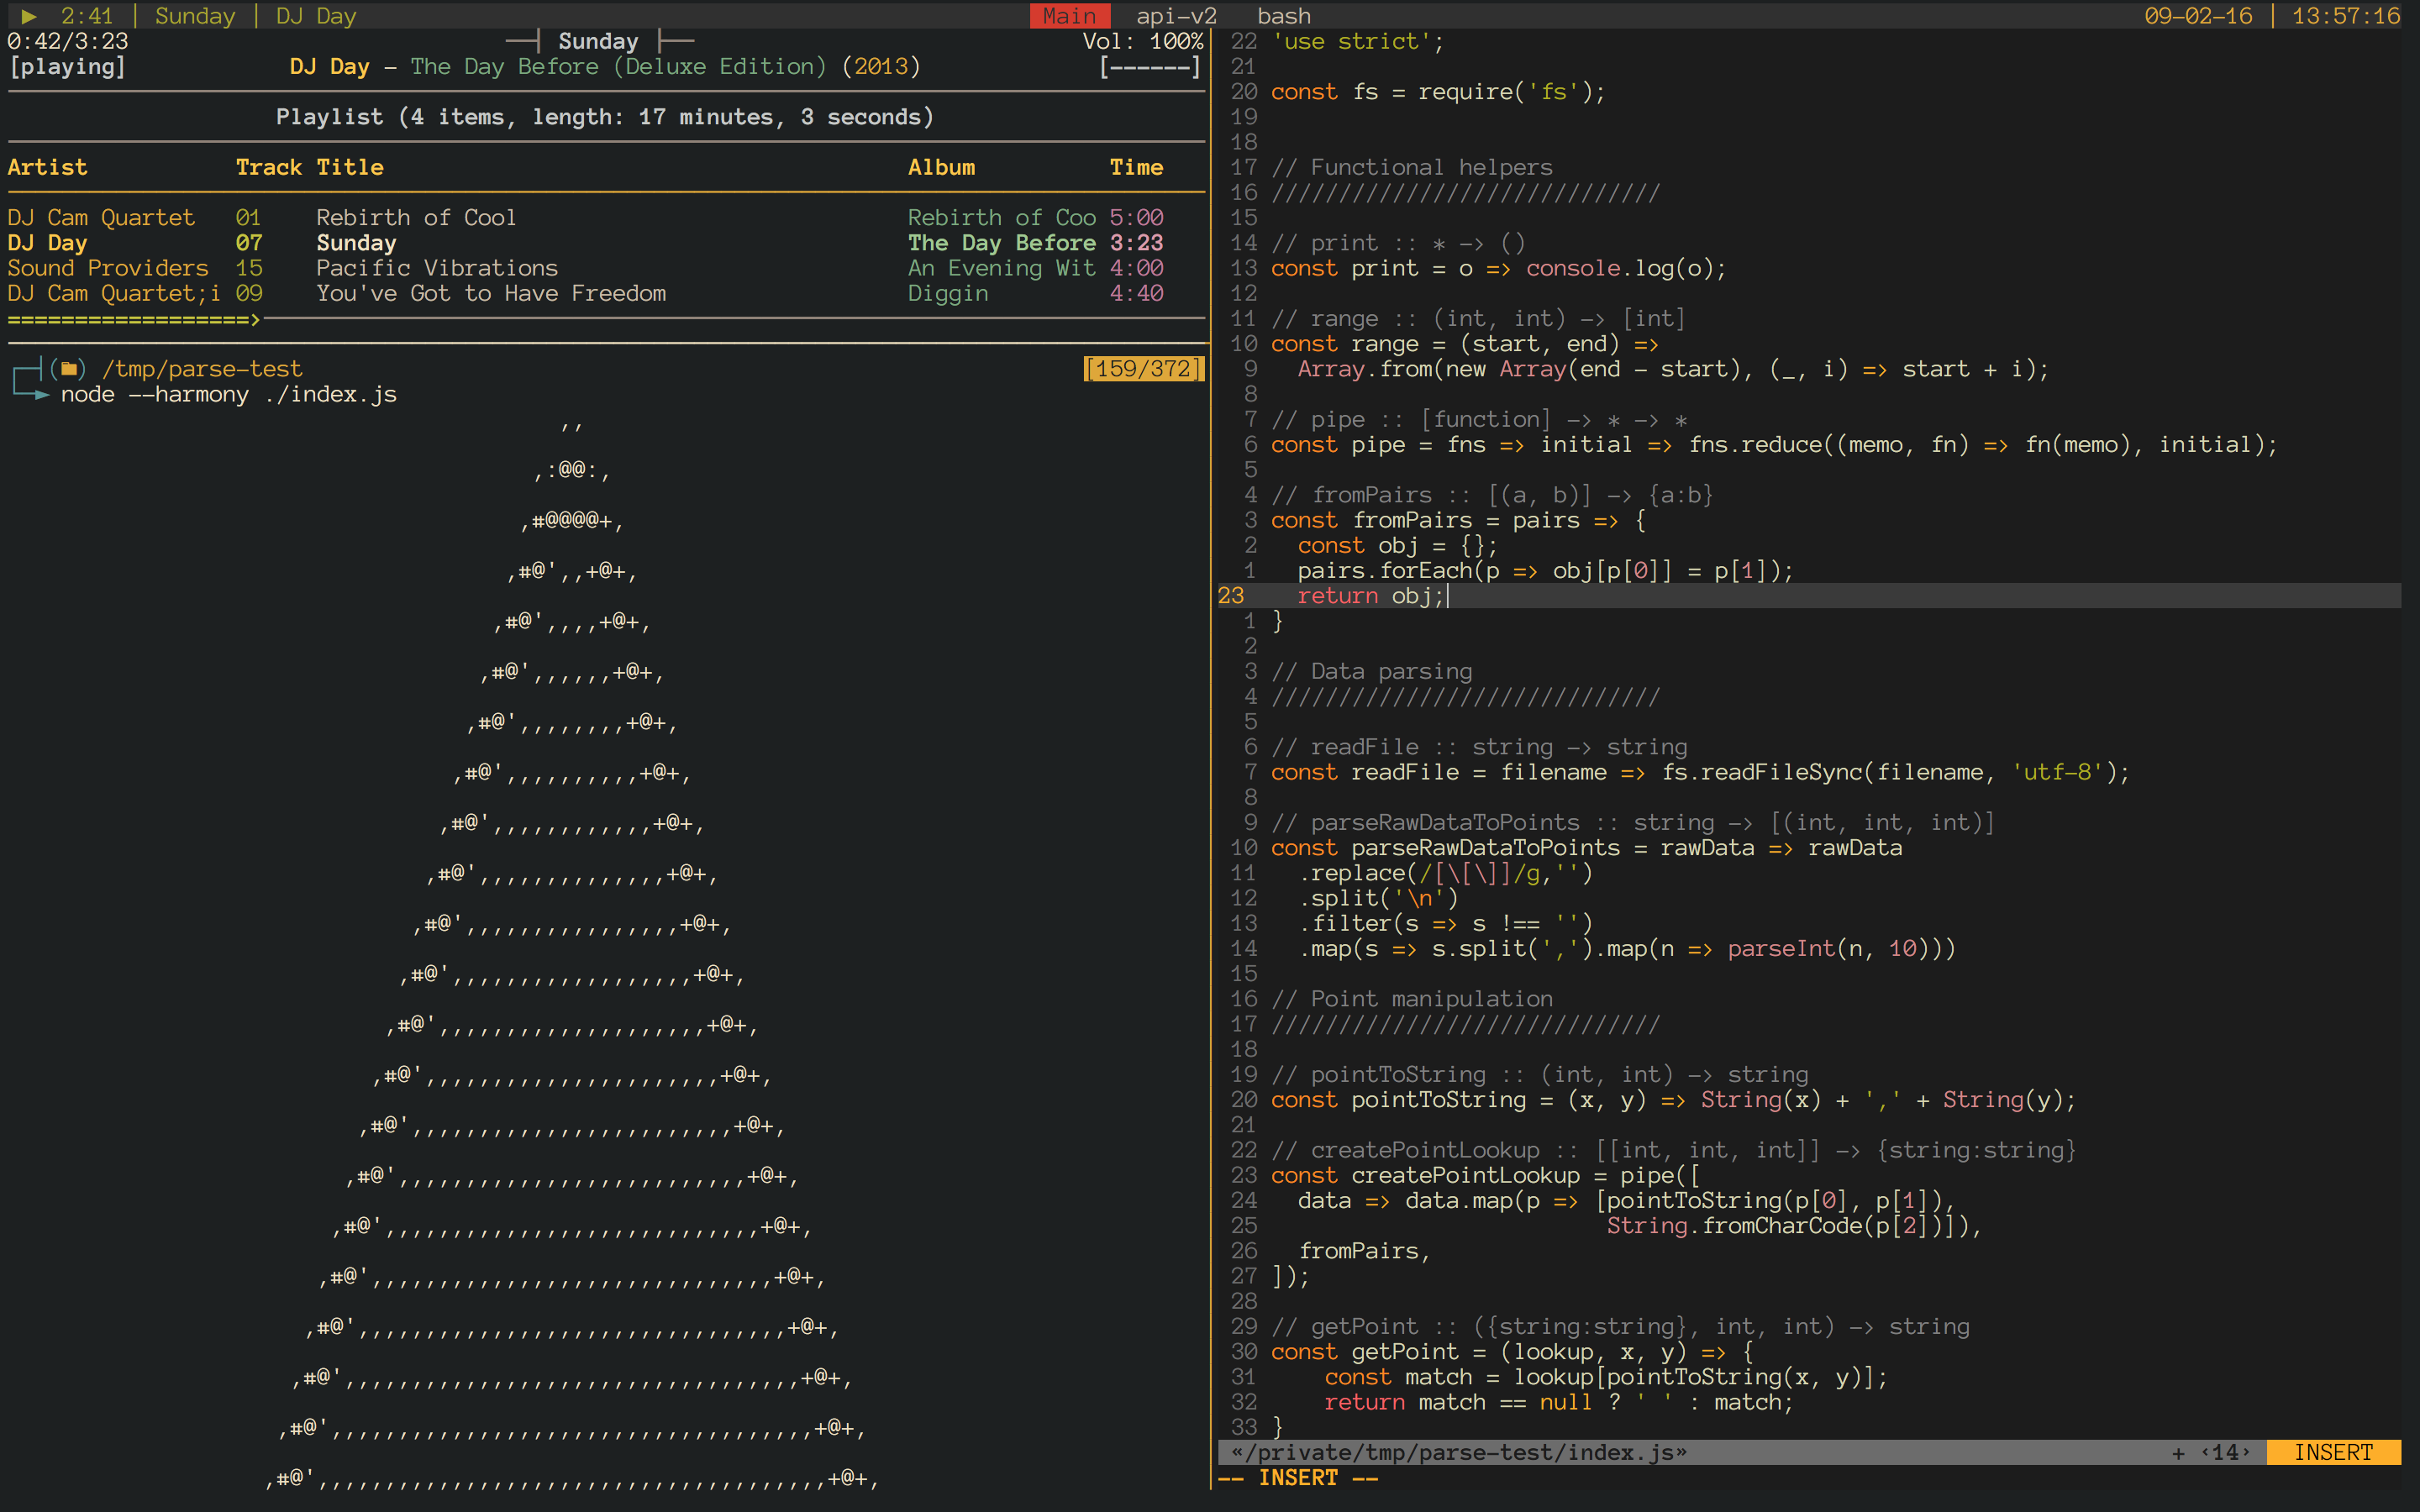 ▶ 2:41 | Sunday | DJ Day Main api-v2 bash 09-02-16 | 13:57:16
0:42/3:23 Sunday Vol: 100%
[playing] DJ Day - The Day Before (Deluxe Edition) (2013) [------]
Playlist (4 items, length: 17 minutes, 3 seconds)
Artist Track Title Album Time
DJ Cam Quartet 01 Rebirth of Cool Rebirth of Coo 5:00
DJ Day 07 Sunday The Day Before 3:23
Sound Providers 15 Pacific Vibrations An Evening Wit 4:00
DJ Cam Quartet;i 09 You've Got to Have Freedom Diggin 4:40
==================>
/tmp/parse-test [159/372]
node --harmony ./index.js
,,
,:@@:,
,#@@@@+,
,#@',,+@+,
,#@',,,,+@+,
,#@',,,,,,+@+,
,#@',,,,,,,,+@+,
,#@',,,,,,,,,,+@+,
,#@',,,,,,,,,,,,+@+,
,#@',,,,,,,,,,,,,,+@+,
,#@',,,,,,,,,,,,,,,,+@+,
,#@',,,,,,,,,,,,,,,,,,+@+,
,#@',,,,,,,,,,,,,,,,,,,,+@+,
,#@',,,,,,,,,,,,,,,,,,,,,,+@+,
,#@',,,,,,,,,,,,,,,,,,,,,,,,+@+,
,#@',,,,,,,,,,,,,,,,,,,,,,,,,,+@+,
,#@',,,,,,,,,,,,,,,,,,,,,,,,,,,,+@+,
,#@',,,,,,,,,,,,,,,,,,,,,,,,,,,,,,+@+,
,#@',,,,,,,,,,,,,,,,,,,,,,,,,,,,,,,,+@+,
,#@',,,,,,,,,,,,,,,,,,,,,,,,,,,,,,,,,,+@+,
,#@',,,,,,,,,,,,,,,,,,,,,,,,,,,,,,,,,,,,+@+,
,#@',,,,,,,,,,,,,,,,,,,,,,,,,,,,,,,,,,,,,,+@+,
22 'use strict';
21
20 const fs = require('fs');
19
18
17 // Functional helpers
16 /////////////////////////////
15
14 // print :: * -> ()
13 const print = o => console.log(o);
12
11 // range :: (int, int) -> [int]
10 const range = (start, end) =>
9 Array.from(new Array(end - start), (_, i) => start + i);
8
7 // pipe :: [function] -> * -> *
6 const pipe = fns => initial => fns.reduce((memo, fn) => fn(memo), initial);
5
4 // fromPairs :: [(a, b)] -> {a:b}
3 const fromPairs = pairs => {
2 const obj = {};
1 pairs.forEach(p => obj[p[0]] = p[1]);
23 return obj;
1 }
2
3 // Data parsing
4 /////////////////////////////
5
6 // readFile :: string -> string
7 const readFile = filename => fs.readFileSync(filename, 'utf-8');
8
9 // parseRawDataToPoints :: string -> [(int, int, int)]
10 const parseRawDataToPoints = rawData => rawData
11 .replace(/[\[\]]/g,'')
12 .split('\n')
13 .filter(s => s !== '')
14 .map(s => s.split(',').map(n => parseInt(n, 10)))
15
16 // Point manipulation
17 /////////////////////////////
18
19 // pointToString :: (int, int) -> string
20 const pointToString = (x, y) => String(x) + ',' + String(y);
21
22 // createPointLookup :: [[int, int, int]] -> {string:string}
23 const createPointLookup = pipe([
24 data => data.map(p => [pointToString(p[0], p[1]),
25 String.fromCharCode(p[2])]),
26 fromPairs,
27 ]);
28
29 // getPoint :: ({string:string}, int, int) -> string
30 const getPoint = (lookup, x, y) => {
31 const match = lookup[pointToString(x, y)];
32 return match == null ? ' ' : match;
33 }
«/private/tmp/parse-test/index.js» + ‹14› INSERT
-- INSERT --